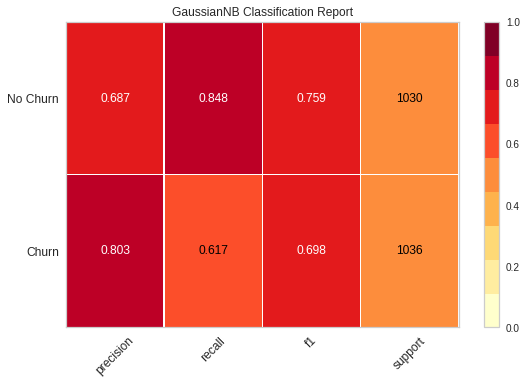 GaussianNB Classification Report
No Churn 0.687 0.848 0.759 1030
Churn 0.803 0.617 0.698 1036
precision recall f1 support
1.0
0.8
0.6
0.4
0.2
0.0